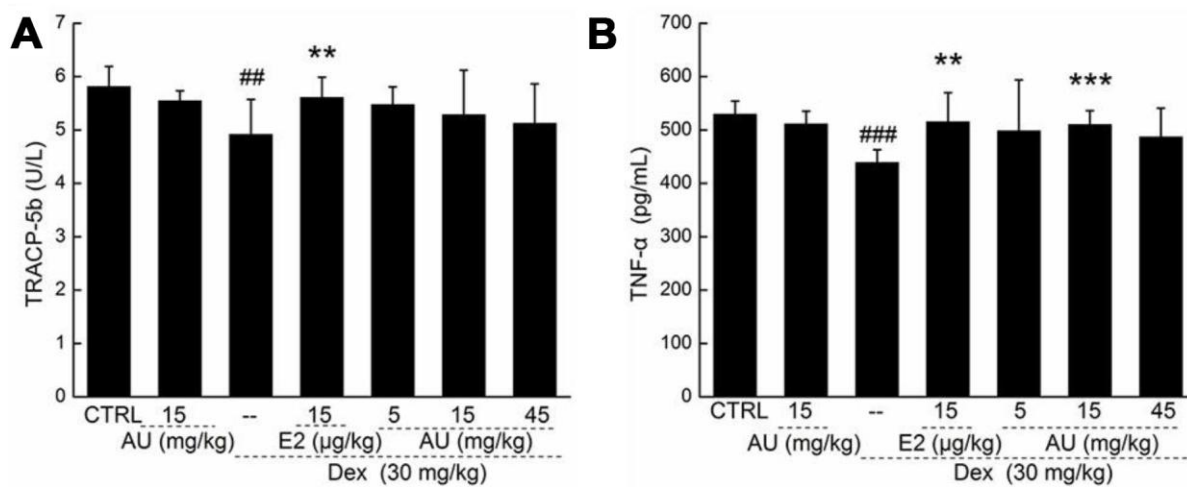 A
TRACP-5b (U/L)
7
6
5
4
3
2
1
0
##
**
CTRL 15 -- 15 5 15 45
AU (mg/kg) E2 (μg/kg) AU (mg/kg)
Dex (30 mg/kg)
B
TNF-α (pg/mL)
700
600
500
400
300
200
100
0
###
**
***
CTRL 15 -- 15 5 15 45
AU (mg/kg) E2 (μg/kg) AU (mg/kg)
Dex (30 mg/kg)